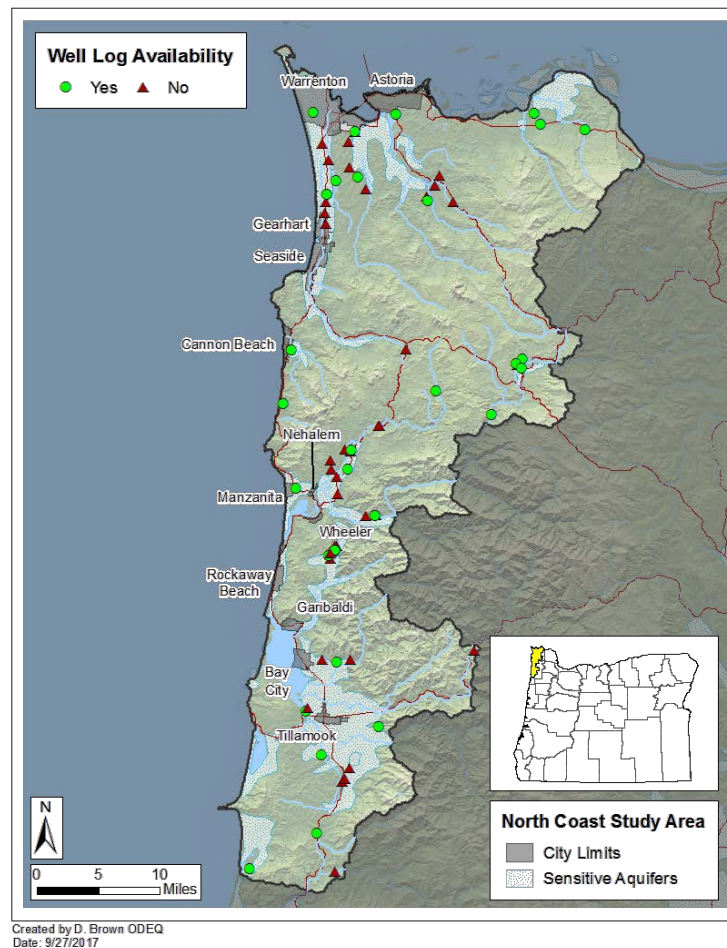 Well Log Availability
Yes No
Warrenton
Astoria
Gearhart
Seaside
Cannon Beach
Nehalem
Manzanita
Wheeler
Rockaway
Beach
Garibaldi
Bay
City
Tillamook
N
0 5 10
Miles
North Coast Study Area
City Limits
Sensitive Aquifers
Created by D. Brown ODEQ
Date: 9/27/2017